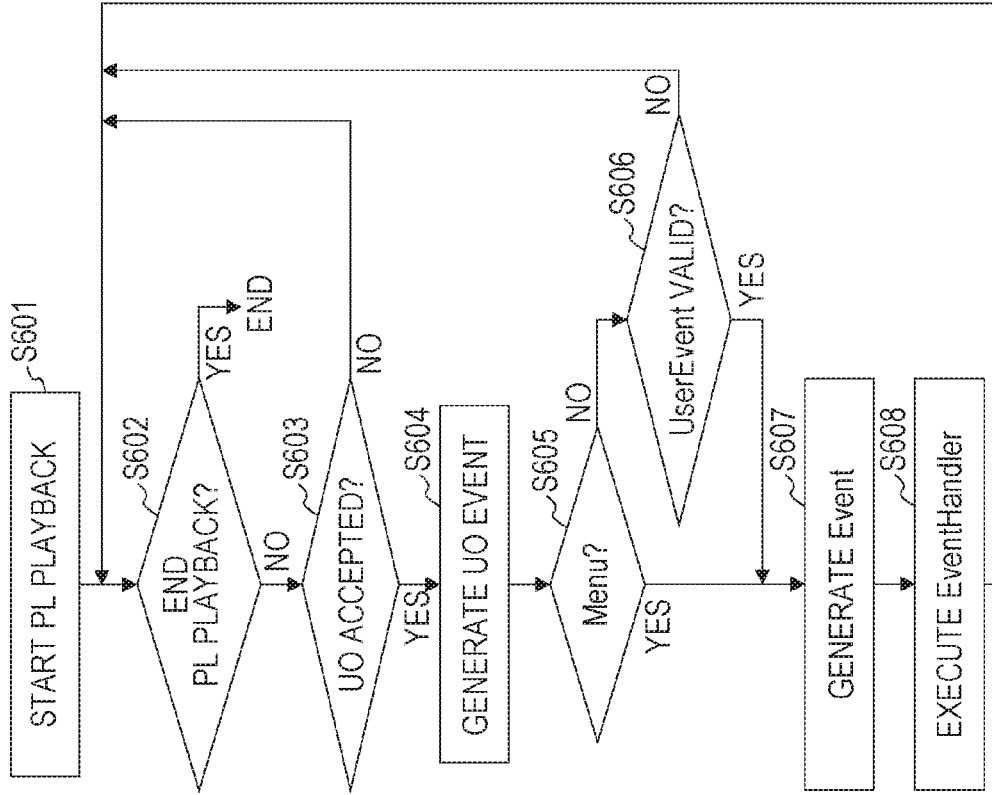 START PL PLAYBACK
S601
END
PL PLAYBACK?
S602
YES
END
NO
UO ACCEPTED?
S603
NO
YES
GENERATE UO EVENT
S604
Menu?
S605
NO
YES
UserEvent VALID?
S606
NO
YES
GENERATE Event
S607
EXECUTE EventHandler
S608